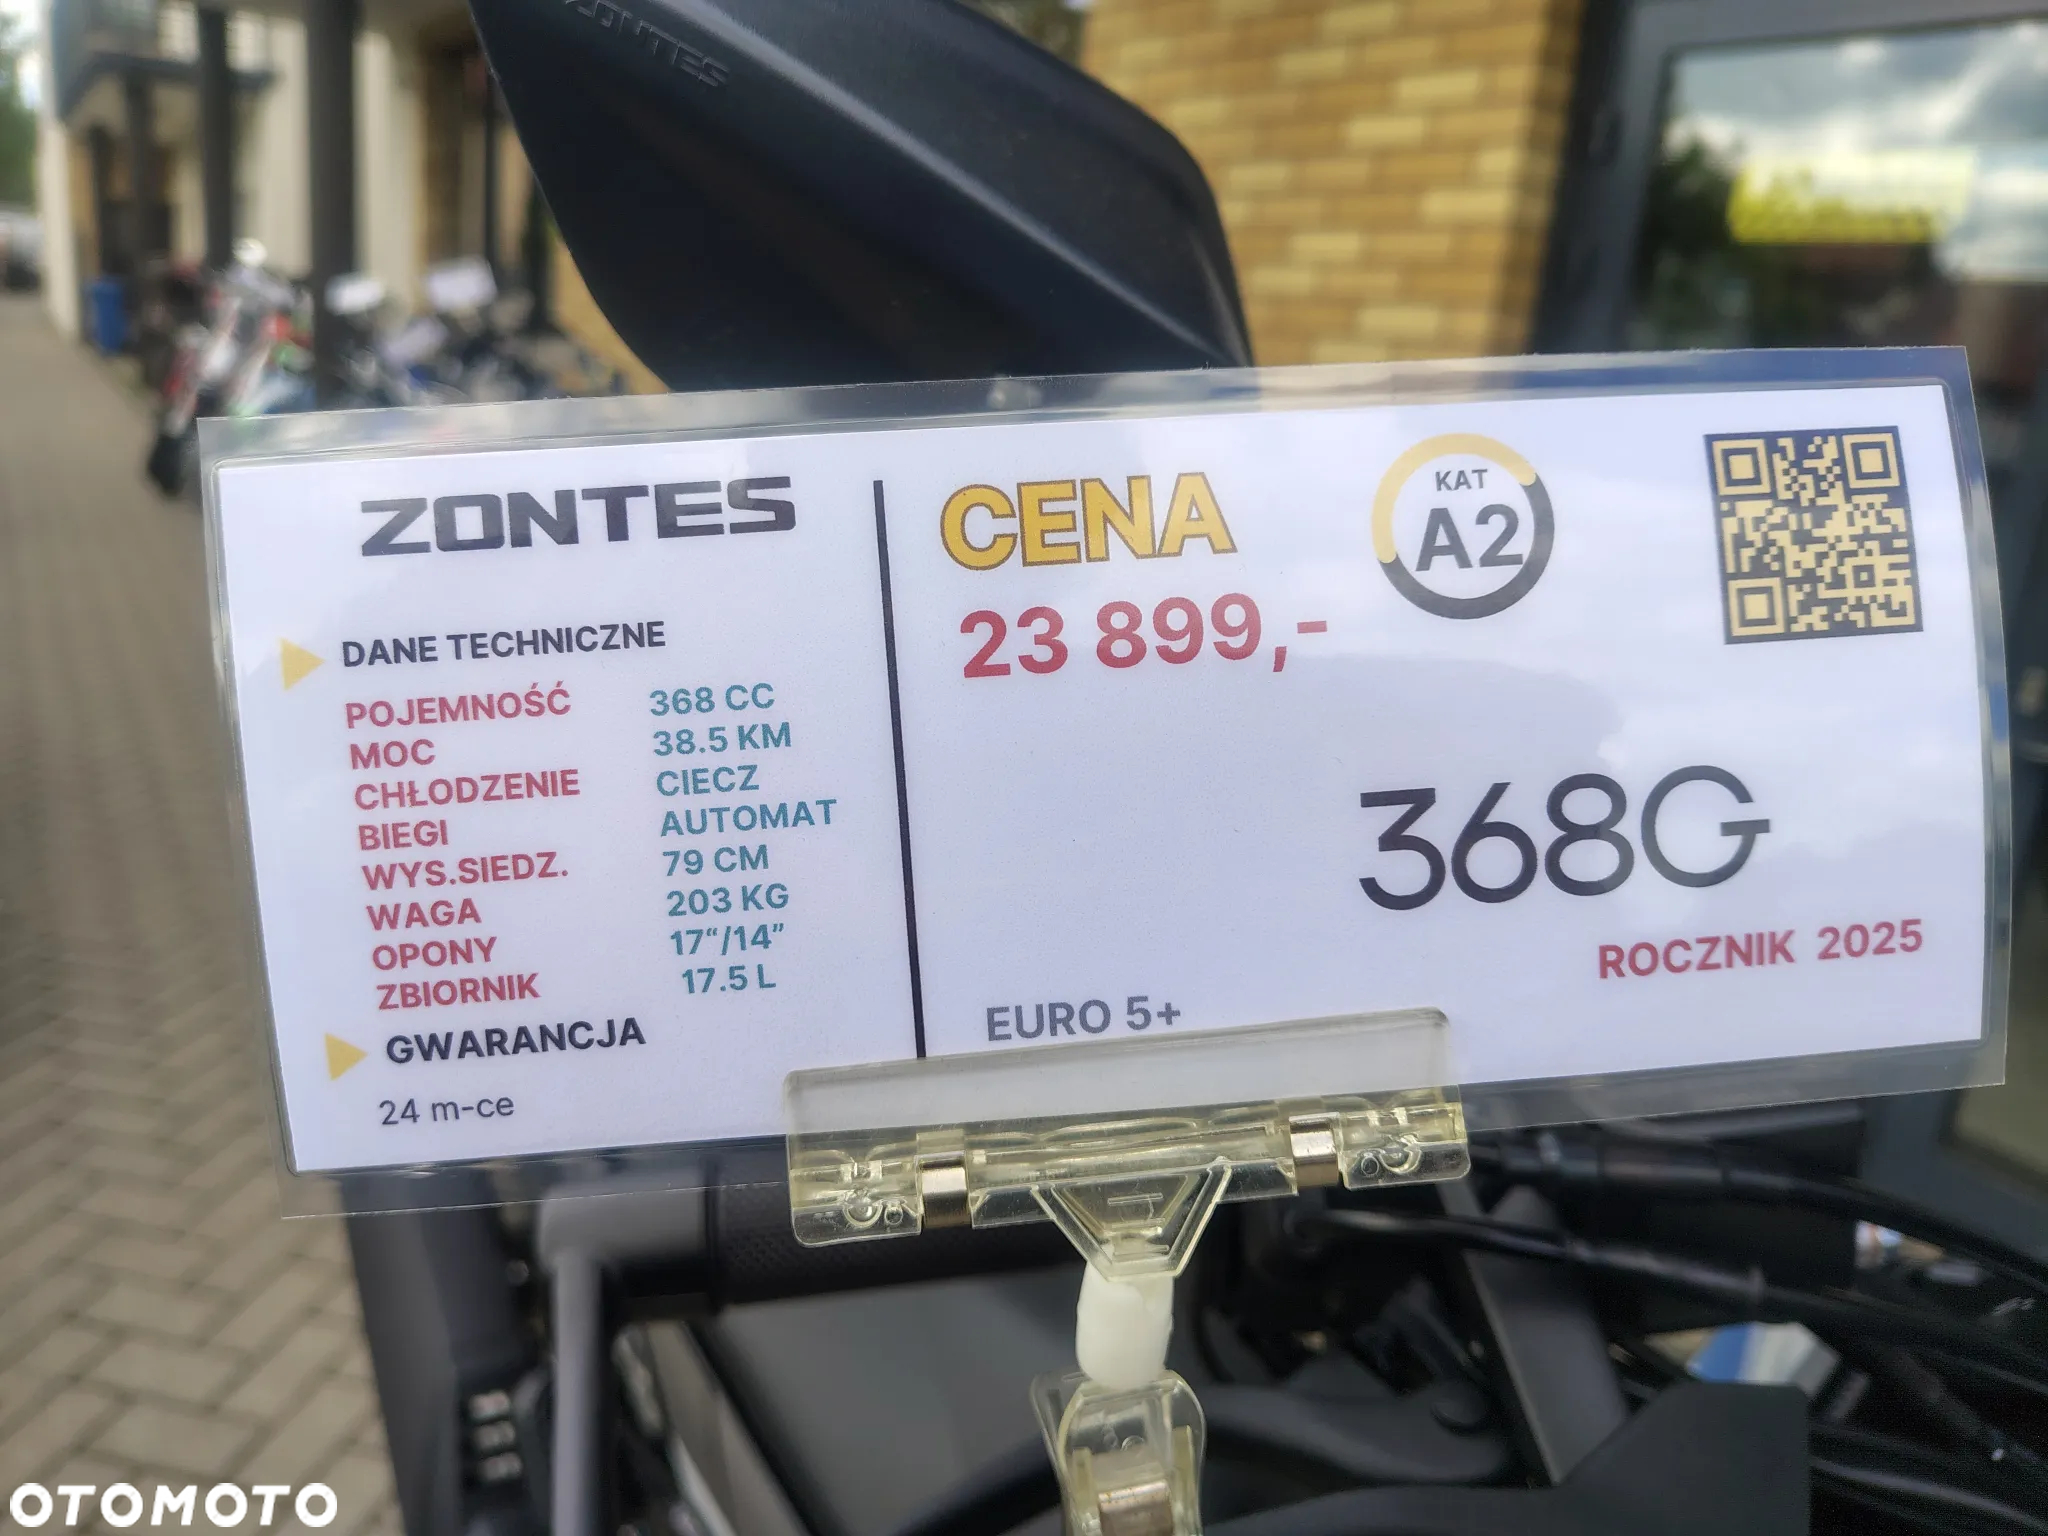 ZONTES
ZONTES
DANE TECHNICZNE
POJEMNOŚĆ 368 CC
MOC 38.5 KM
CHŁODZENIE CIECZ
BIEGI AUTOMAT
WYS.SIEDZ. 79 CM
WAGA 203 KG
OPONY 17“/14”
ZBIORNIK 17.5 L
GWARANCJA
24 m-ce
CENA
23 899,-
KAT
A2
368G
ROCZNIK 2025
EURO 5+
OTOMOTO